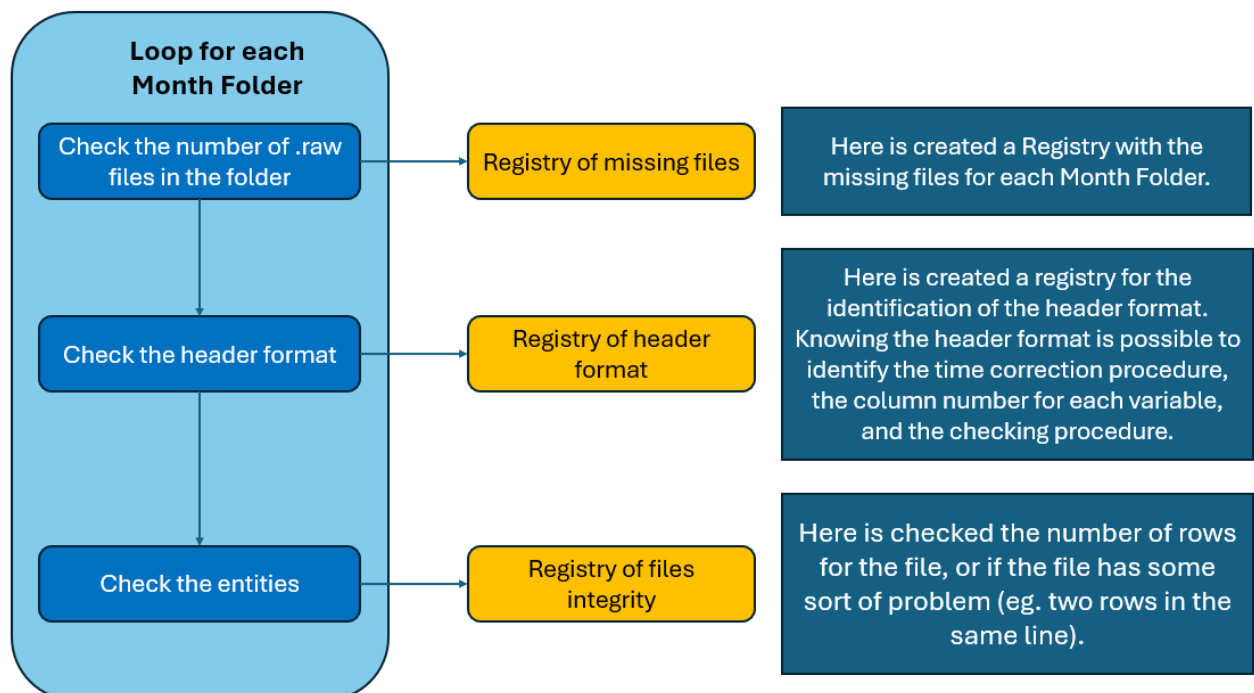 Loop for each
Month Folder
Check the number of .raw
files in the folder
Registry of missing files
Here is created a Registry with the
missing files for each Month Folder.
Check the header format
Registry of header
format
Here is created a registry for the
identification of the header format.
Knowing the header format is possible to
identify the time correction procedure,
the column number for each variable,
and the checking procedure.
Check the entities
Registry of files
integrity
Here is checked the number of rows
for the file, or if the file has some
sort of problem (eg. two rows in the
same line).